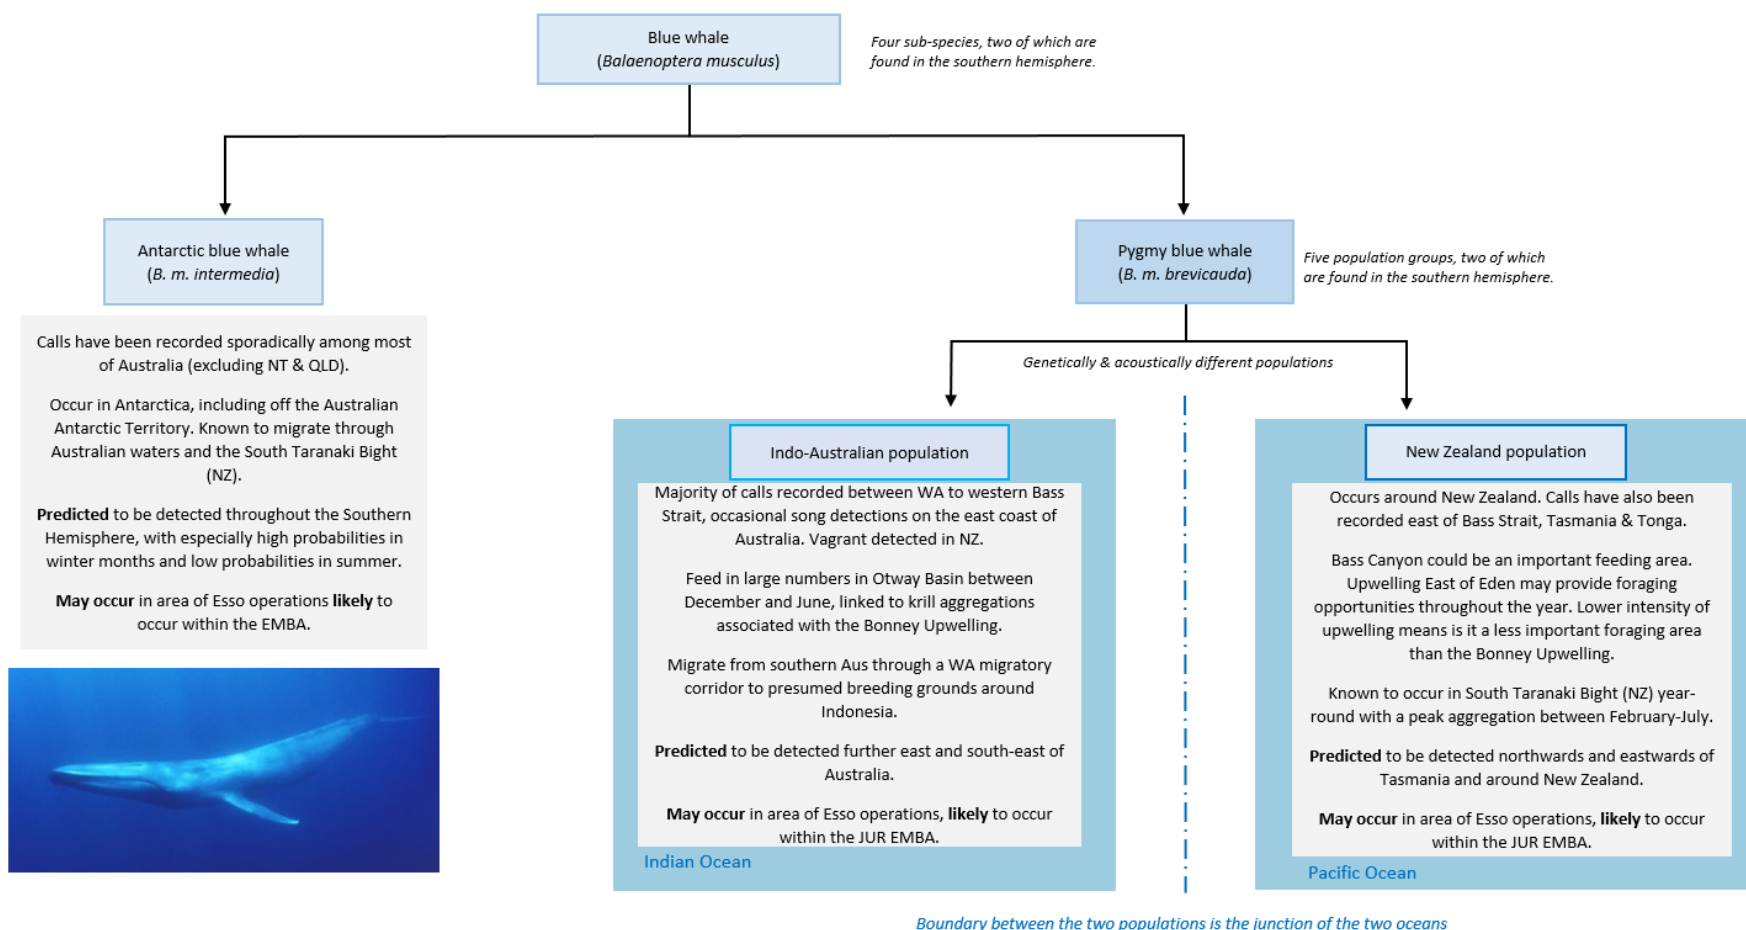 Blue whale
(Balaenoptera musculus)
Four sub-species, two of which are
found in the southern hemisphere.
Antarctic blue whale
(B. m. intermedia)
Pygmy blue whale
(B. m. brevicauda)
Five population groups, two of which
are found in the southern hemisphere.
Calls have been recorded sporadically among most
of Australia (excluding NT & QLD).
Occur in Antarctica, including off the Australian
Antarctic Territory. Known to migrate through
Australian waters and the South Taranaki Bight
(NZ).
Predicted to be detected throughout the Southern
Hemisphere, with especially high probabilities in
winter months and low probabilities in summer.
May occur in area of Esso operations likely to
occur within the EMBA.
Genetically & acoustically different populations
Indo-Australian population
Majority of calls recorded between WA to western Bass
Strait, occasional song detections on the east coast of
Australia. Vagrant detected in NZ.
Feed in large numbers in Otway Basin between
December and June, linked to krill aggregations
associated with the Bonney Upwelling.
Migrate from southern Aus through a WA migratory
corridor to presumed breeding grounds around
Indonesia.
Predicted to be detected further east and south-east of
Australia.
May occur in area of Esso operations, likely to occur
within the JUR EMBA.
Indian Ocean
New Zealand population
Occurs around New Zealand. Calls have also been
recorded east of Bass Strait, Tasmania & Tonga.
Bass Canyon could be an important feeding area.
Upwelling East of Eden may provide foraging
opportunities throughout the year. Lower intensity of
upwelling means is it a less important foraging area
than the Bonney Upwelling.
Known to occur in South Taranaki Bight (NZ) year-
round with a peak aggregation between February-July.
Predicted to be detected northwards and eastwards of
Tasmania and around New Zealand.
May occur in area of Esso operations, likely to occur
within the JUR EMBA.
Pacific Ocean
Boundary between the two populations is the junction of the two oceans